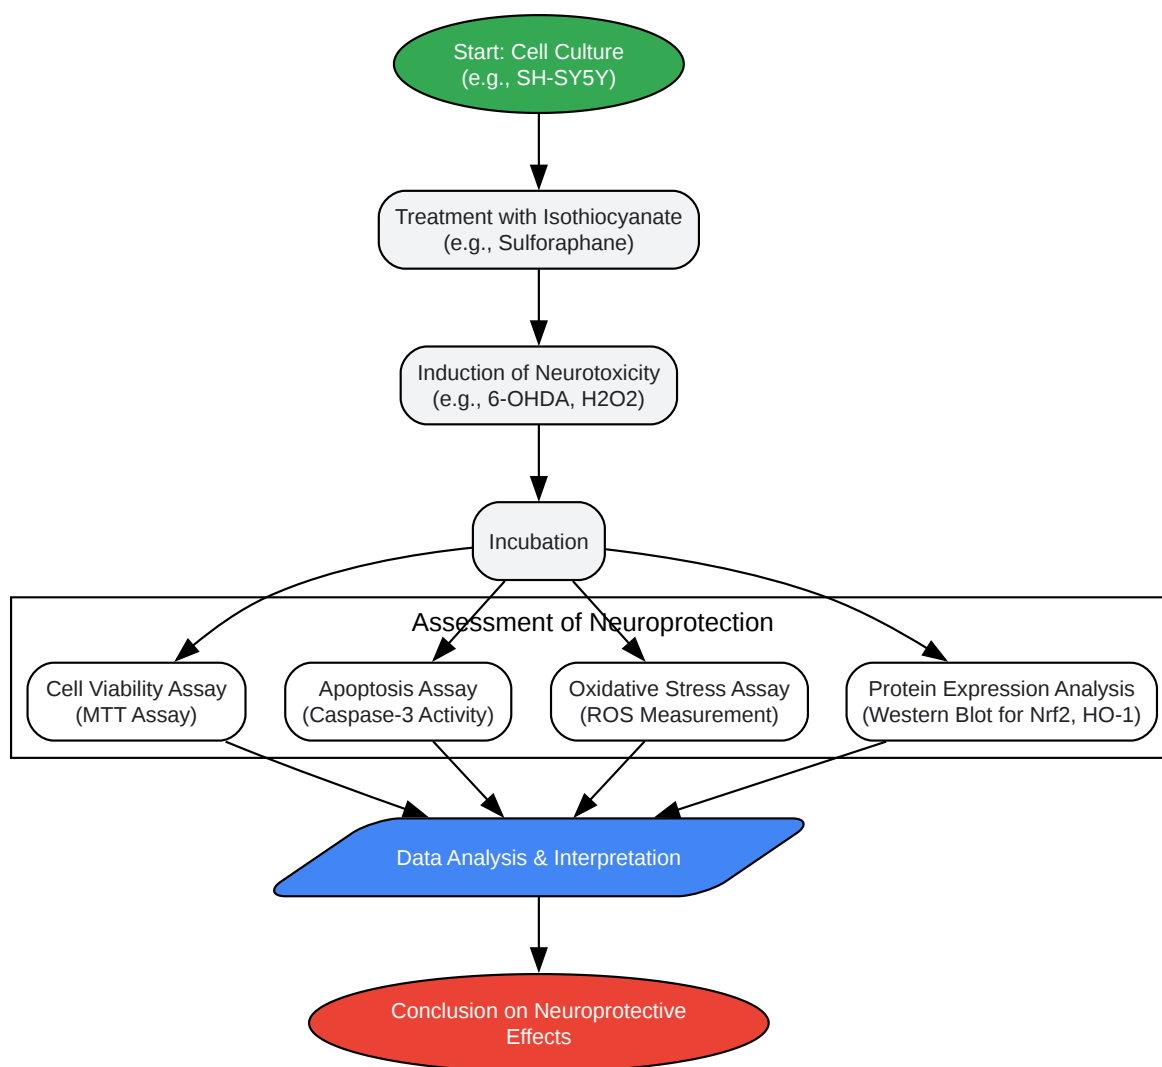 Start: Cell Culture
(e.g., SH-SY5Y)
Treatment with Isothiocyanate
(e.g., Sulforaphane)
Induction of Neurotoxicity
(e.g., 6-OHDA, H2O2)
Incubation
Assessment of Neuroprotection
Cell Viability Assay
(MTT Assay)
Apoptosis Assay
(Caspase-3 Activity)
Oxidative Stress Assay
(ROS Measurement)
Protein Expression Analysis
(Western Blot for Nrf2, HO-1)
Data Analysis & Interpretation
Conclusion on Neuroprotective
Effects